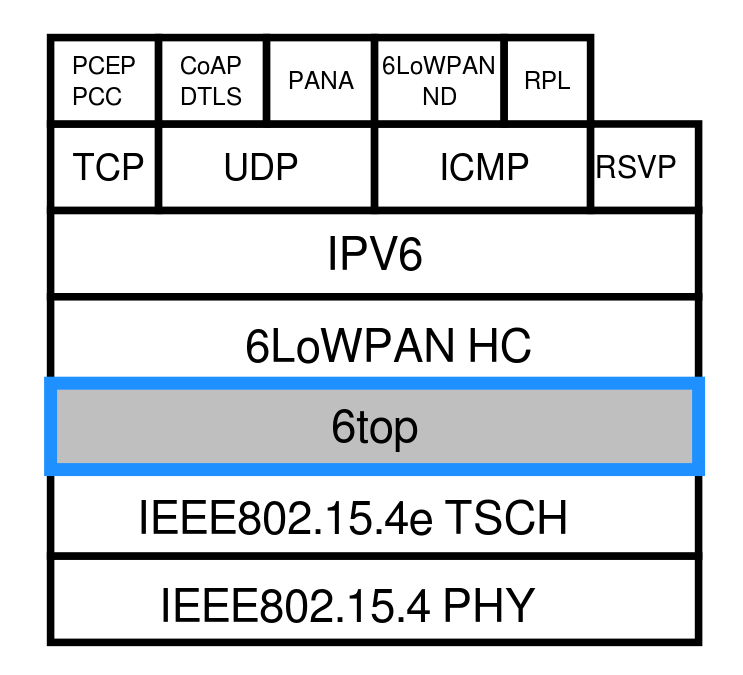 PCEP
PCC
CoAP
DTLS
PANA
6LoWPAN
ND
RPL
TCP
UDP
ICMP
RSVP
IPV6
6LoWPAN HC
6top
IEEE802.15.4e TSCH
IEEE802.15.4 PHY